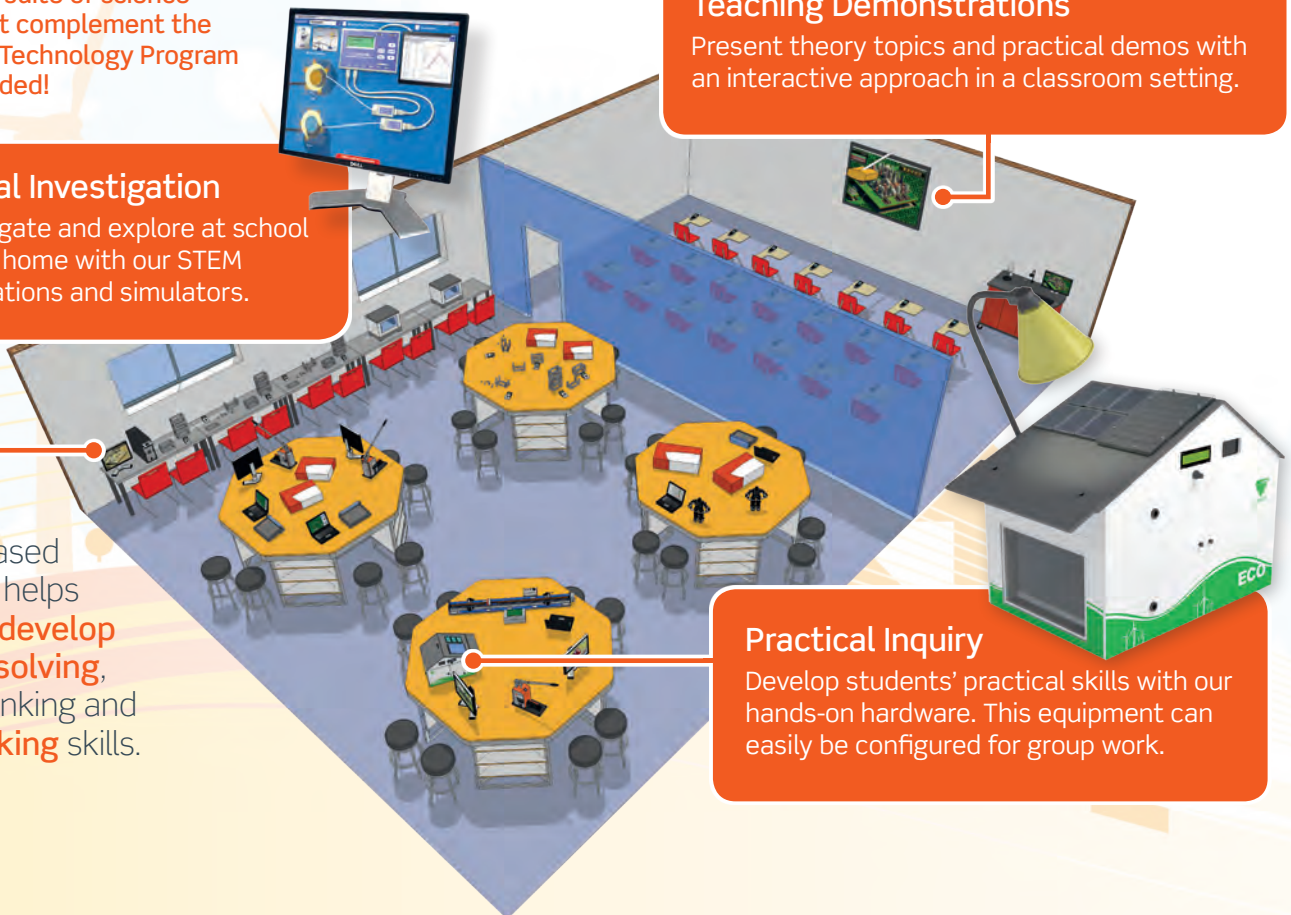 t complement the
Technology Program
ded!
al Investigation
gate and explore at school
home with our STEM
ations and simulators.
Teaching Demonstrations
Present theory topics and practical demos with
an interactive approach in a classroom setting.
ased
helps
develop
solving,
nking and
king skills.
Practical Inquiry
Develop students' practical skills with our
hands-on hardware. This equipment can
easily be configured for group work.
ECO